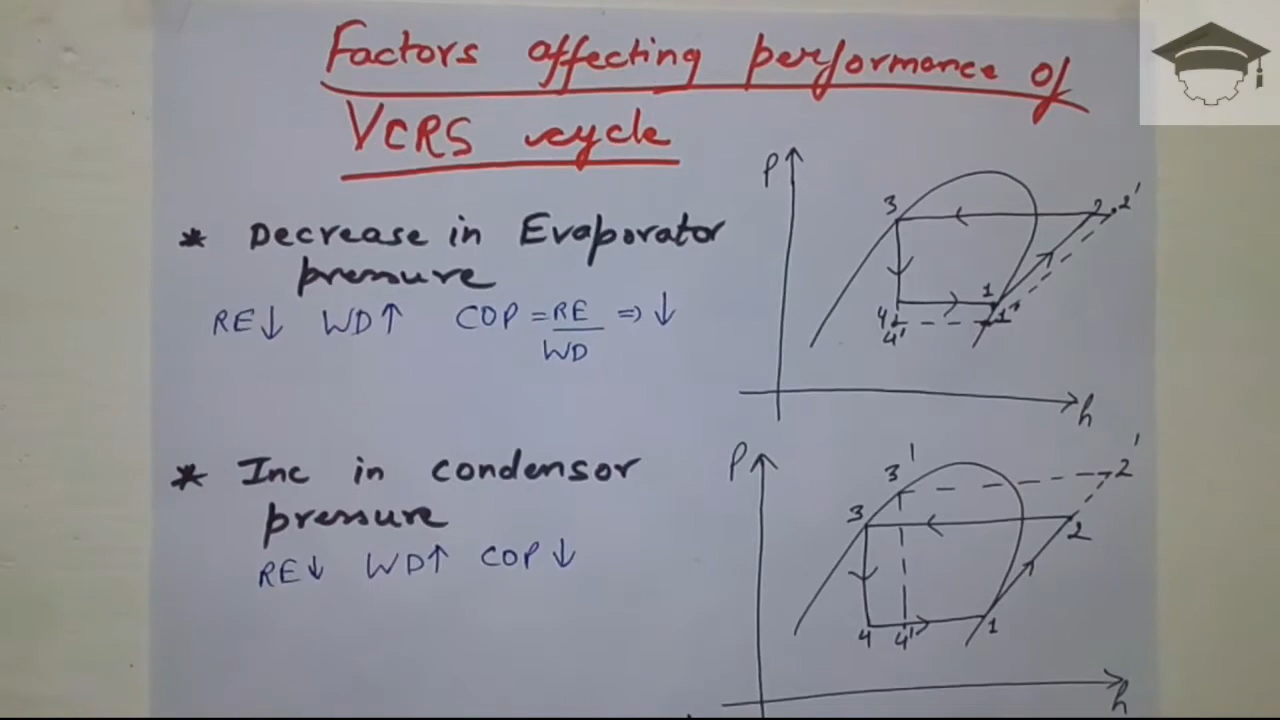 Factors affecting performance of
VCRS cycle
* Decrease in Evaporator
pressure
RE↓ WD↑ COP = RE/WD ⇒ ↓
P
3
2 2'
1
4 1'
4'
h
* Inc in condensor
pressure
RE↓ WD↑ COP↓
P
3' 2'
3
2
4 4' 1
h